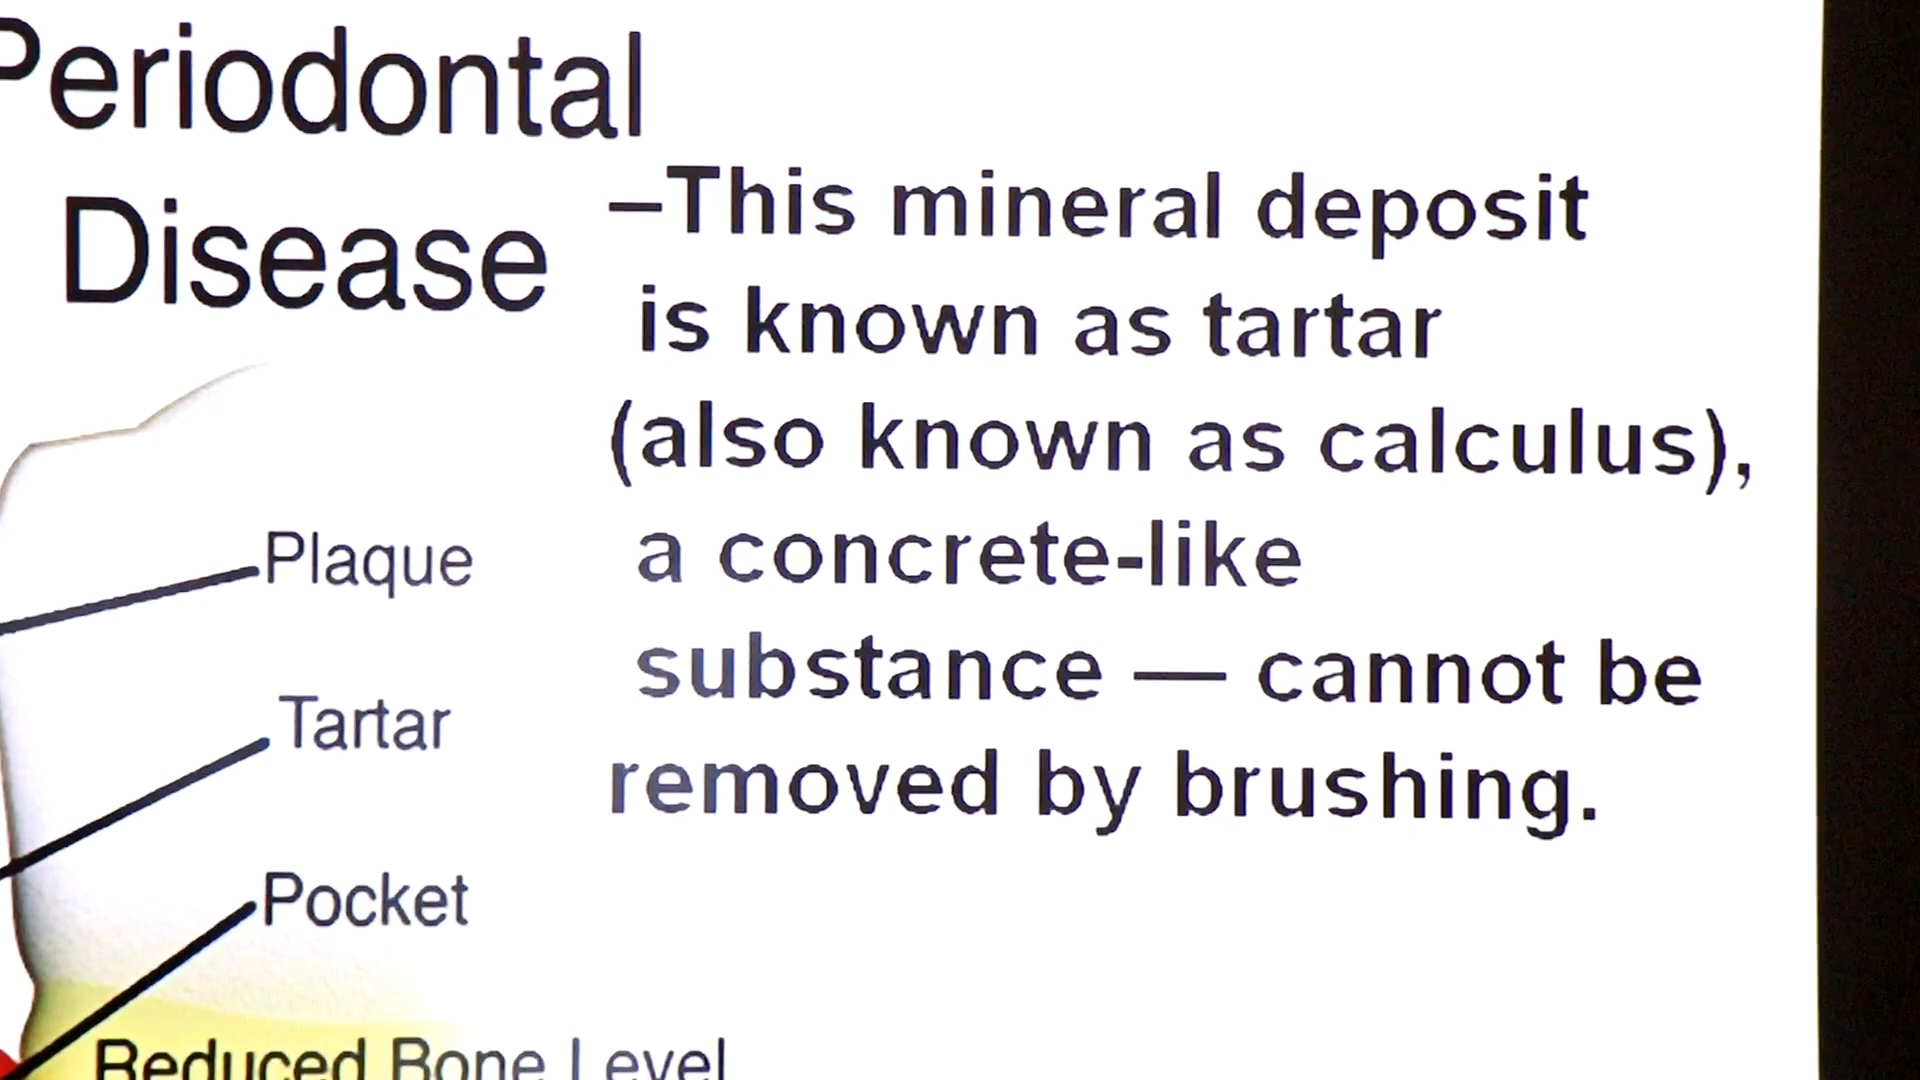 Periodontal
Disease
–This mineral deposit
is known as tartar
(also known as calculus),
a concrete-like
substance — cannot be
removed by brushing.
Plaque
Tartar
Pocket
Reduced Bone Level